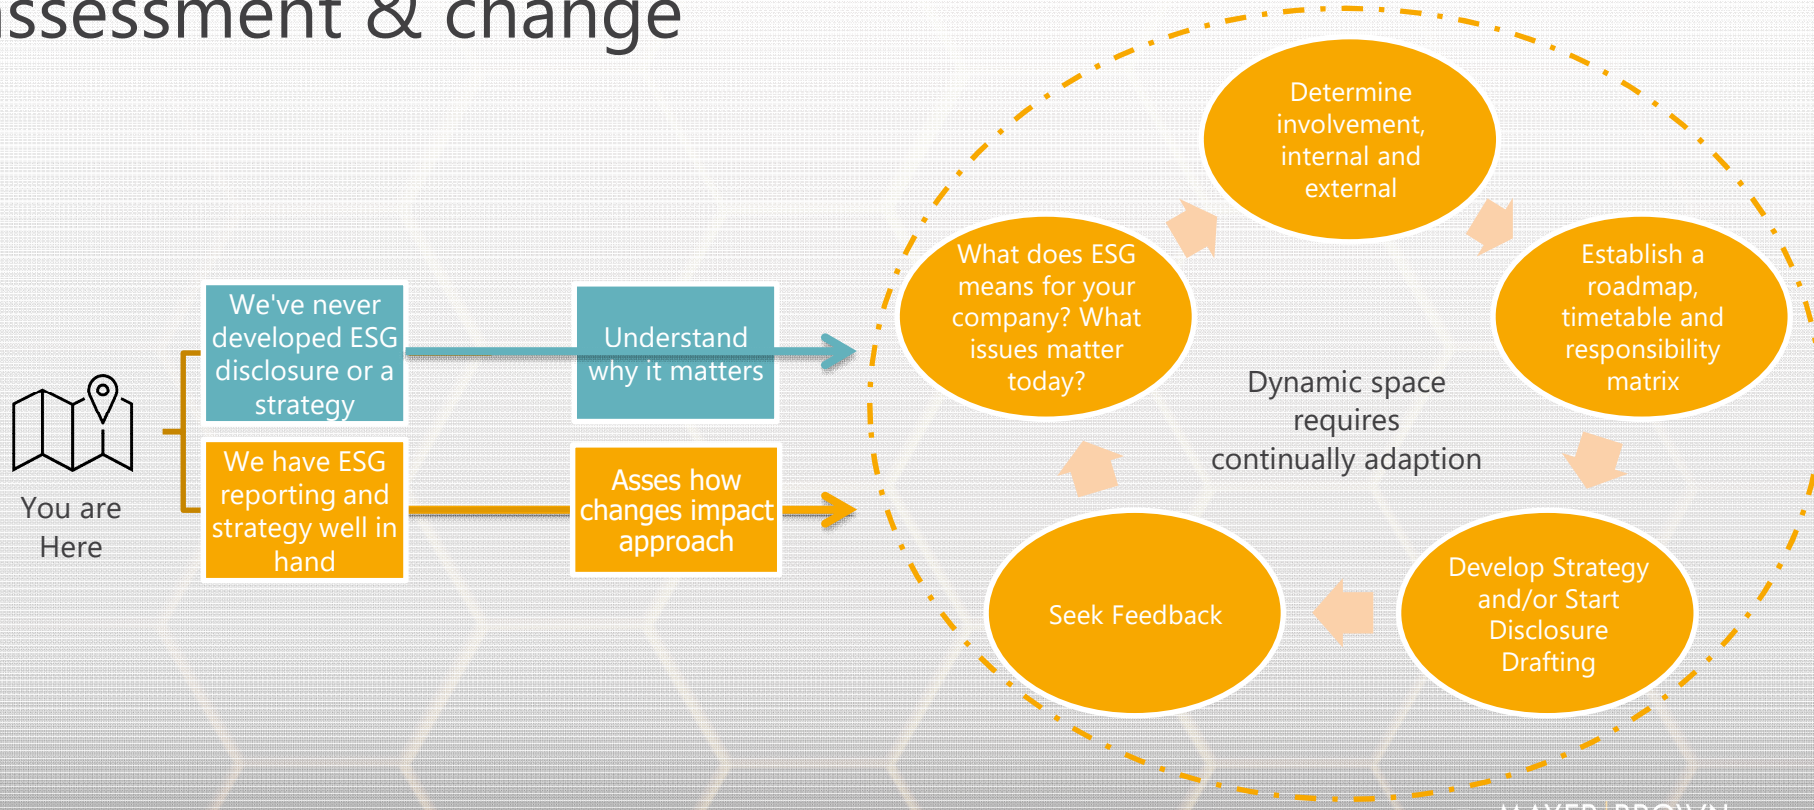 assessment & change
You are
Here
We've never
developed ESG
disclosure or a
strategy
Understand
why it matters
We have ESG
reporting and
strategy well in
hand
Asses how
changes impact
approach
What does ESG
means for your
company? What
issues matter
today?
Determine
involvement,
internal and
external
Establish a
roadmap,
timetable and
responsibility
matrix
Develop Strategy
and/or Start
Disclosure
Drafting
Seek Feedback
Dynamic space
requires
continually adaption
MAYER BROWN